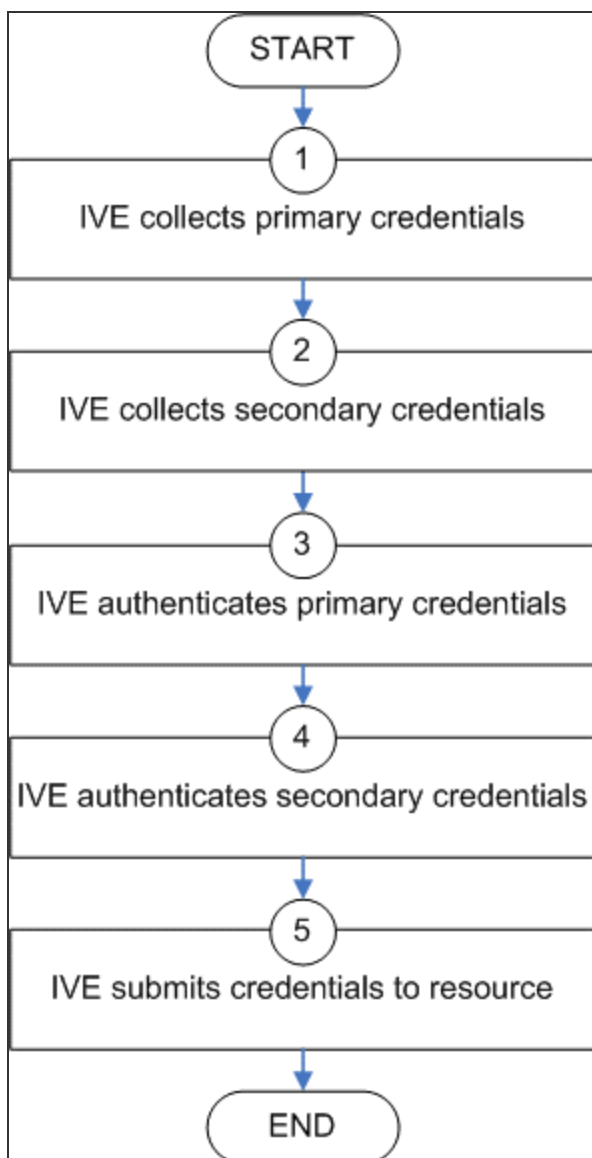 START
1
IVE collects primary credentials
2
IVE collects secondary credentials
3
IVE authenticates primary credentials
4
IVE authenticates secondary credentials
5
IVE submits credentials to resource
END